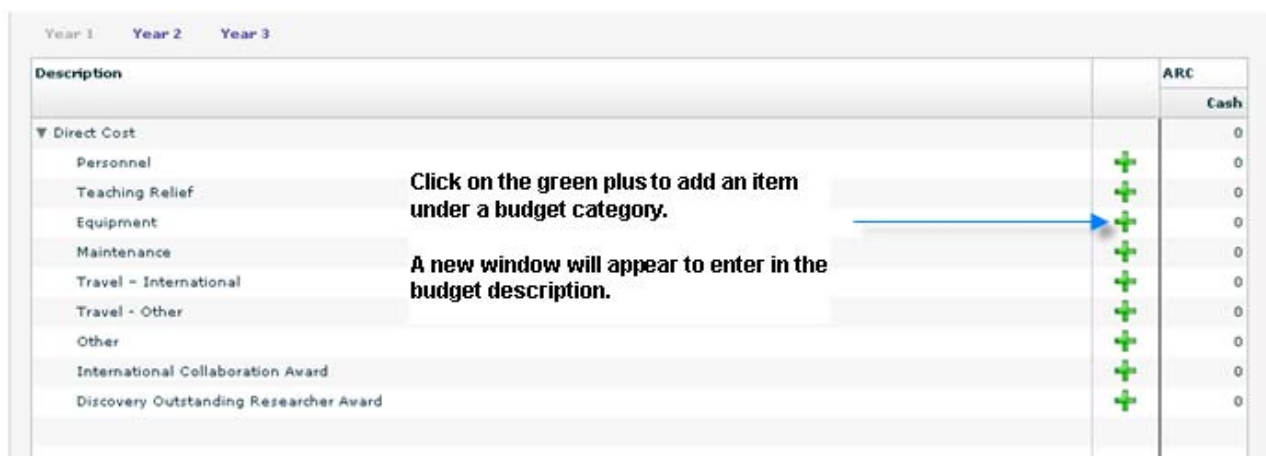 Year 1 Year 2 Year 3
Description ARC
Cash
▼ Direct Cost 0
Personnel 0
Teaching Relief 0
Equipment 0
Maintenance 0
Travel - International 0
Travel - Other 0
Other 0
International Collaboration Award 0
Discovery Outstanding Researcher Award 0
Click on the green plus to add an item
under a budget category.
A new window will appear to enter in the
budget description.